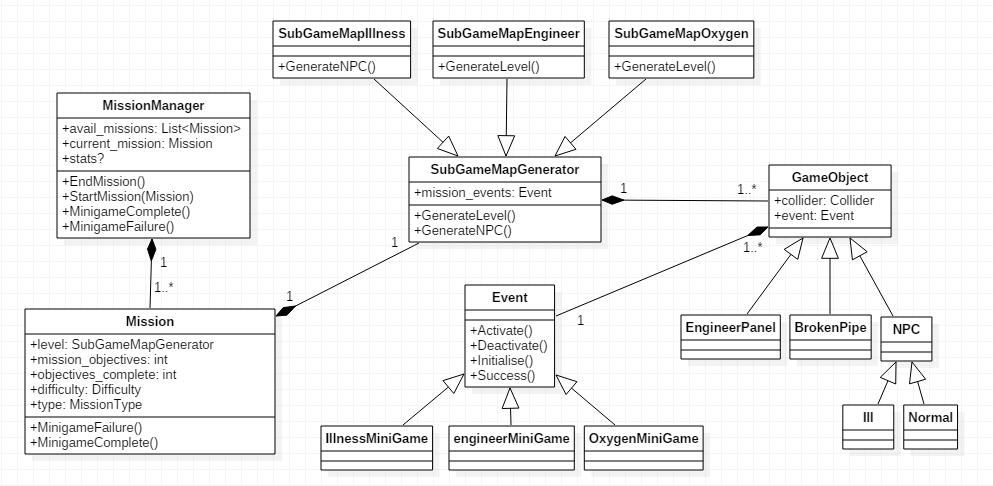 SubGameMapIllness
+GenerateNPC()
SubGameMapEngineer
+GenerateLevel()
SubGameMapOxygen
+GenerateLevel()
MissionManager
+avail_missions: List<Mission>
+current_mission: Mission
+stats?
+EndMission()
+StartMission(Mission)
+MinigameComplete()
+MinigameFailure()
SubGameMapGenerator
+mission_events: Event
+GenerateLevel()
+GenerateNPC()
1
1..*
GameObject
+collider: Collider
+event: Event
1..*
1
1
1..*
1
1
Mission
+level: SubGameMapGenerator
+mission_objectives: int
+objectives_complete: int
+difficulty: Difficulty
+type: MissionType
+MinigameFailure()
+MinigameComplete()
Event
+Activate()
+Deactivate()
+Initialise()
+Success()
EngineerPanel
BrokenPipe
NPC
Ill
Normal
IllnessMiniGame
engineerMiniGame
OxygenMiniGame